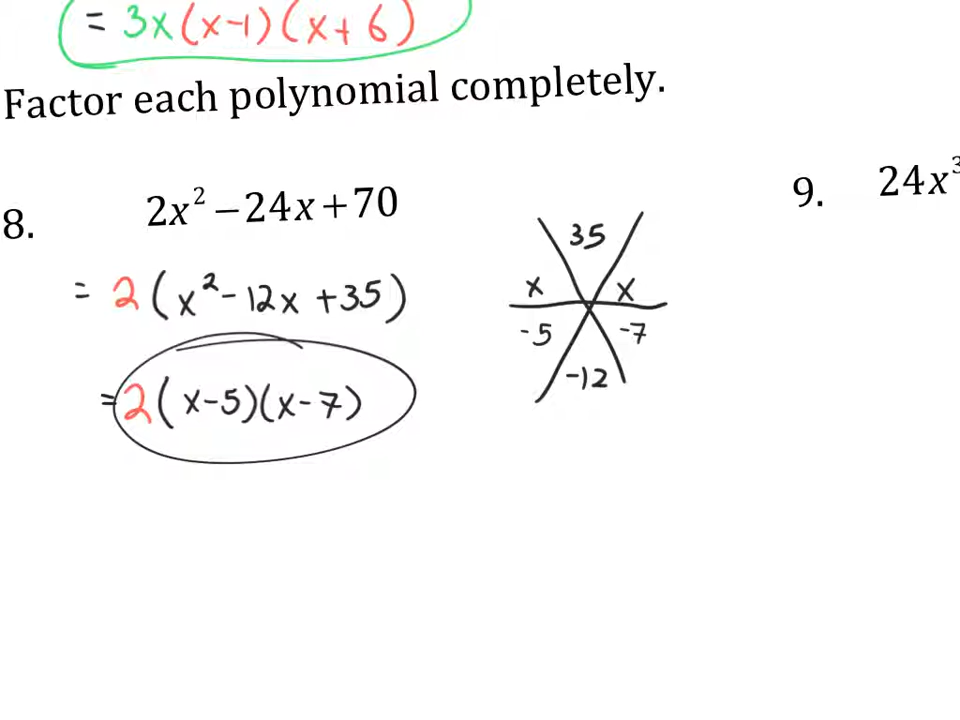 = 3x(x-1)(x+6)
Factor each polynomial completely.
8. 2x² − 24x + 70
= 2(x² - 12x + 35)
= 2(x-5)(x-7)
35
x x
-5 -7
-12
9. 24x³